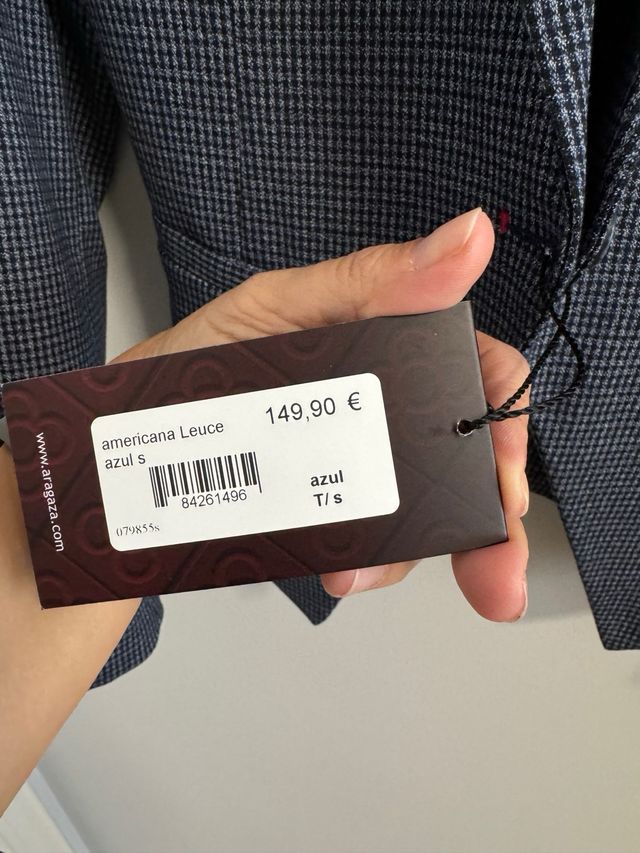 149,90 €
americana Leuce
azul s
84261496
azul
T/ s
079855s
www.aragaza.com